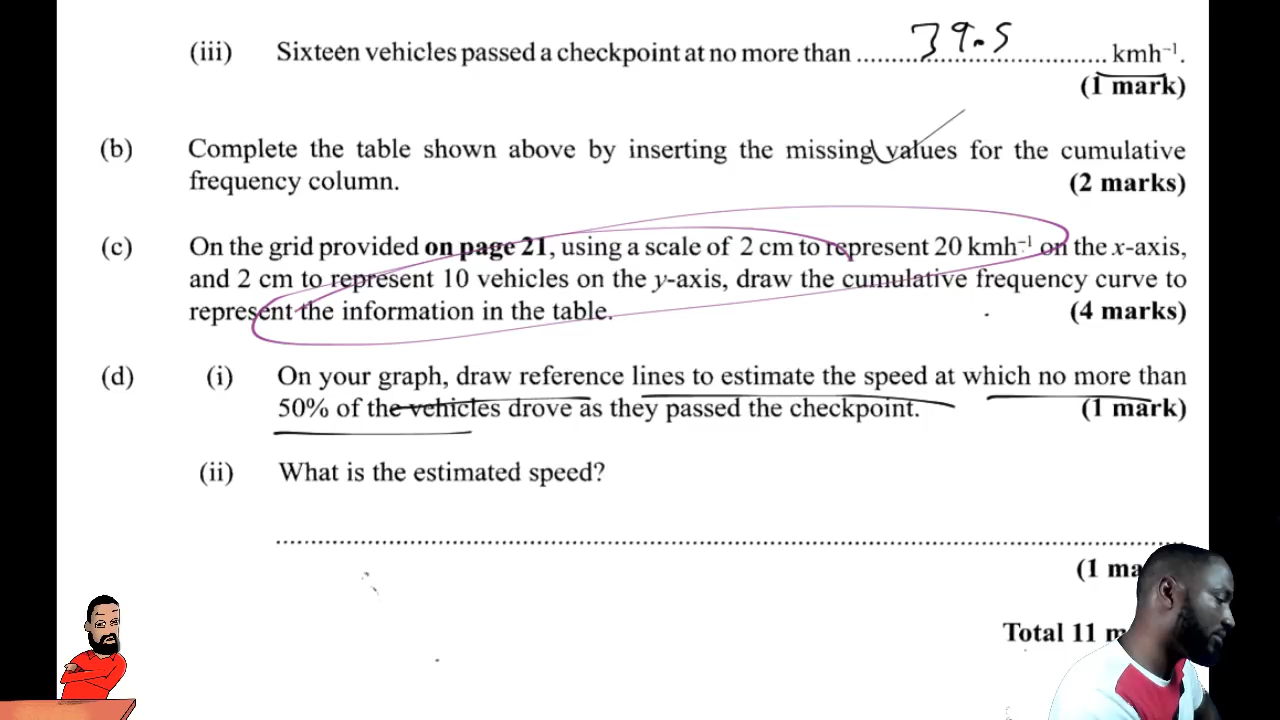 (iii) Sixteen vehicles passed a checkpoint at no more than 39.5 kmh⁻¹.
(1 mark)
(b) Complete the table shown above by inserting the missing values for the cumulative
frequency column. (2 marks)
(c) On the grid provided on page 21, using a scale of 2 cm to represent 20 kmh⁻¹ on the x-axis,
and 2 cm to represent 10 vehicles on the y-axis, draw the cumulative frequency curve to
represent the information in the table. (4 marks)
(d) (i) On your graph, draw reference lines to estimate the speed at which no more than
50% of the vehicles drove as they passed the checkpoint. (1 mark)
(ii) What is the estimated speed?
(1 ma
Total 11 m